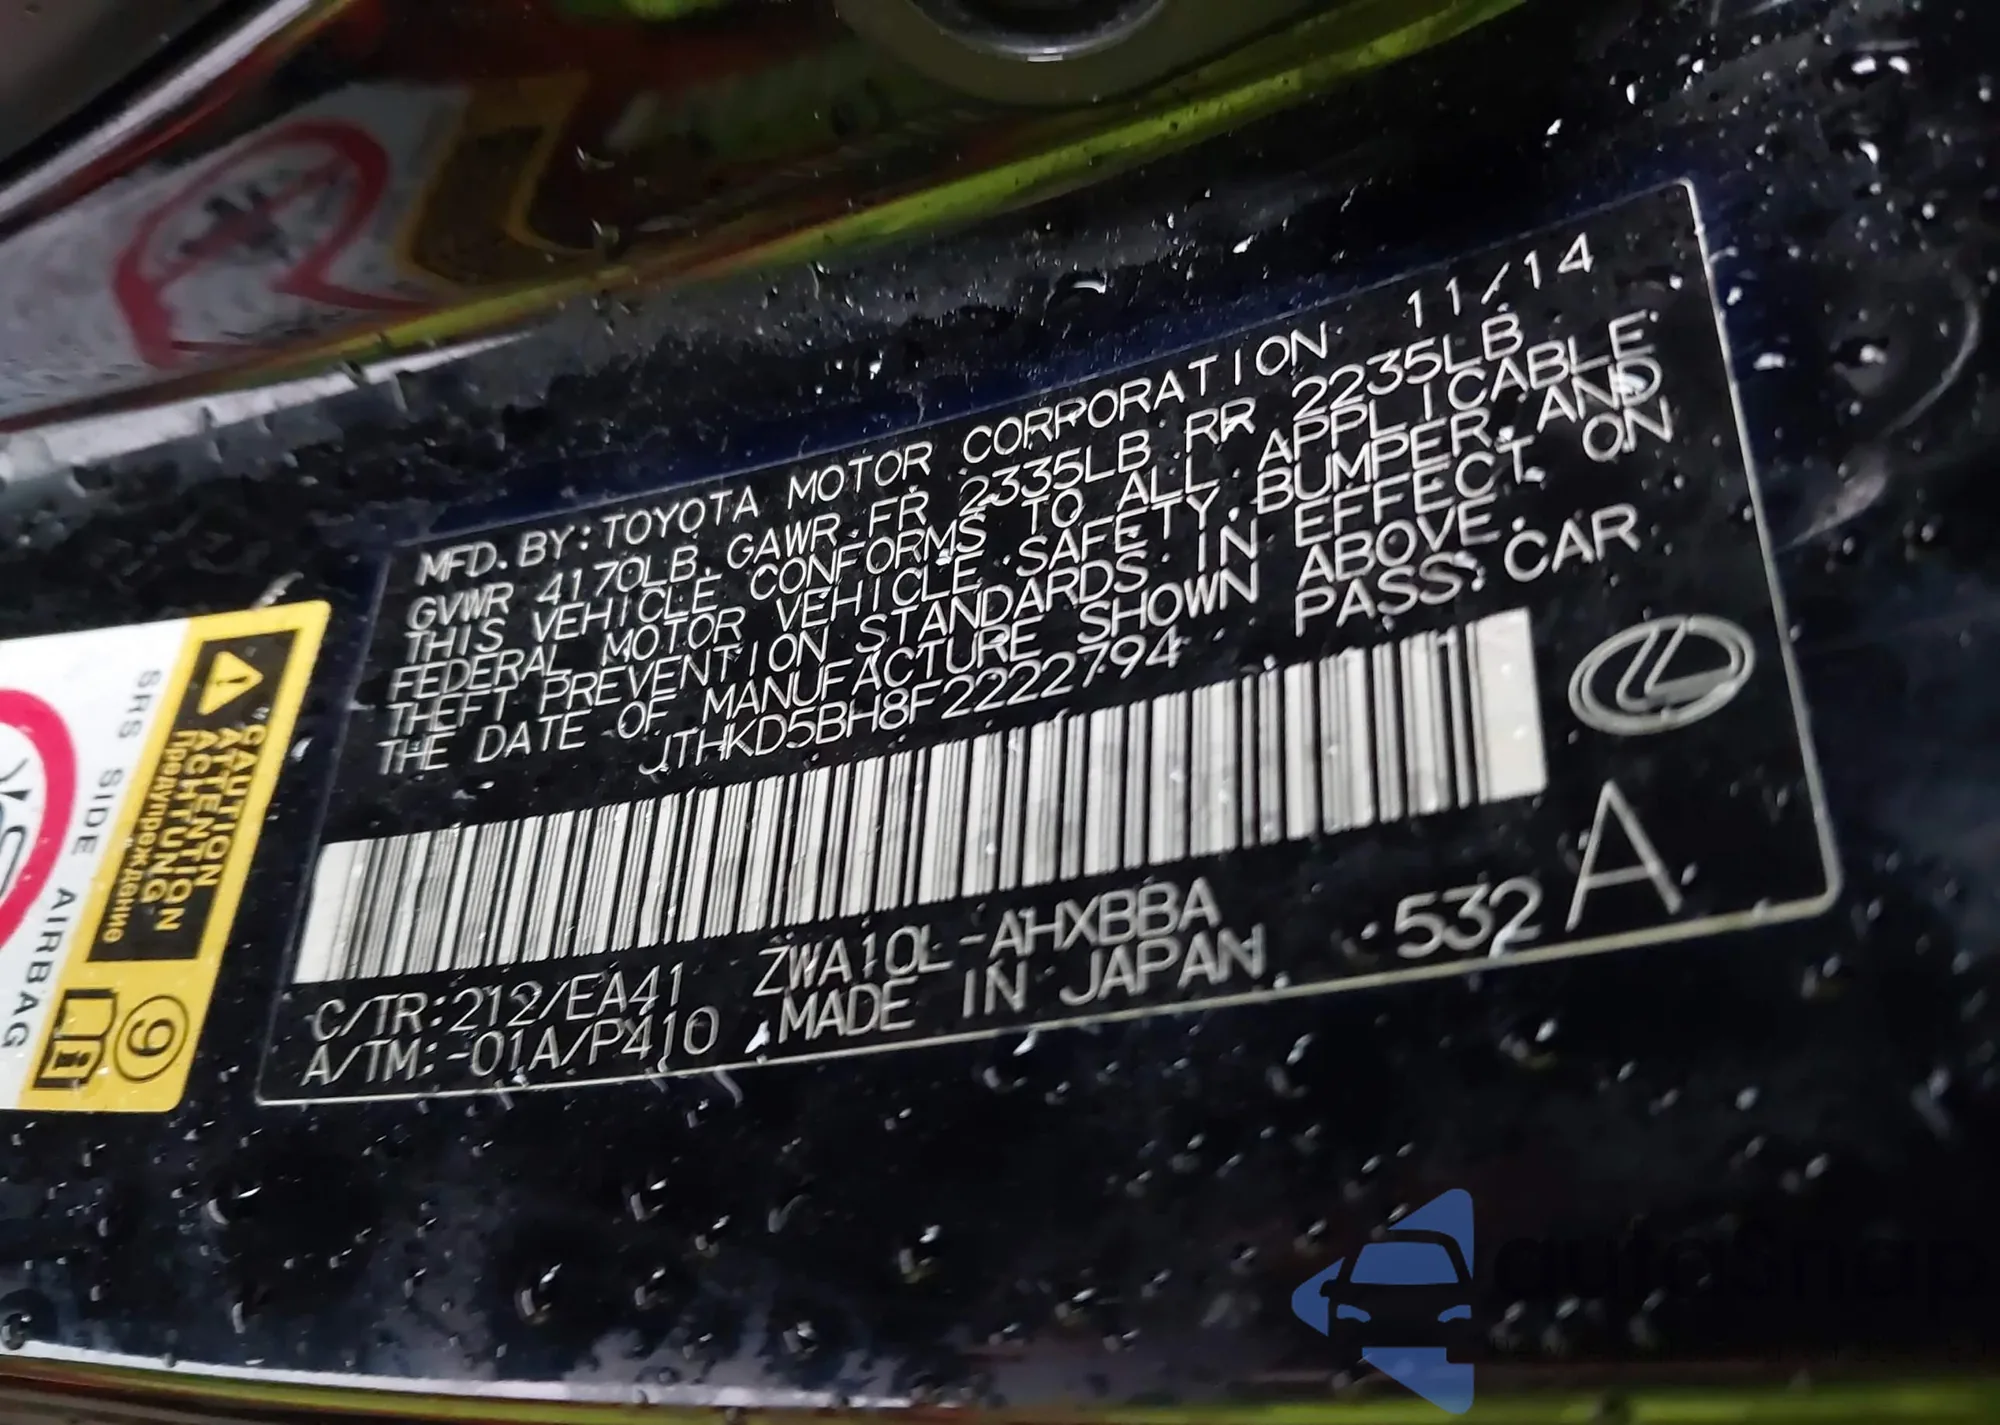 MFD. BY: TOYOTA MOTOR CORPORATION 11/14
GVWR 4170LB GAWR FR 2335LB RR 2235LB
THIS VEHICLE CONFORMS TO ALL APPLICABLE
FEDERAL MOTOR VEHICLE SAFETY, BUMPER, AND
THEFT PREVENTION STANDARDS IN EFFECT ON
THE DATE OF MANUFACTURE SHOWN ABOVE.
JTHKD5BH8F2222794 PASS. CAR
C/TR:212/EA41 ZWA10L-AHXBBA
A/TM:-01A/P410 MADE IN JAPAN 532 A
CAUTION
ATTENTION
ACHTUNG
Предупреждение
SRS SIDE AIRBAG
9
i